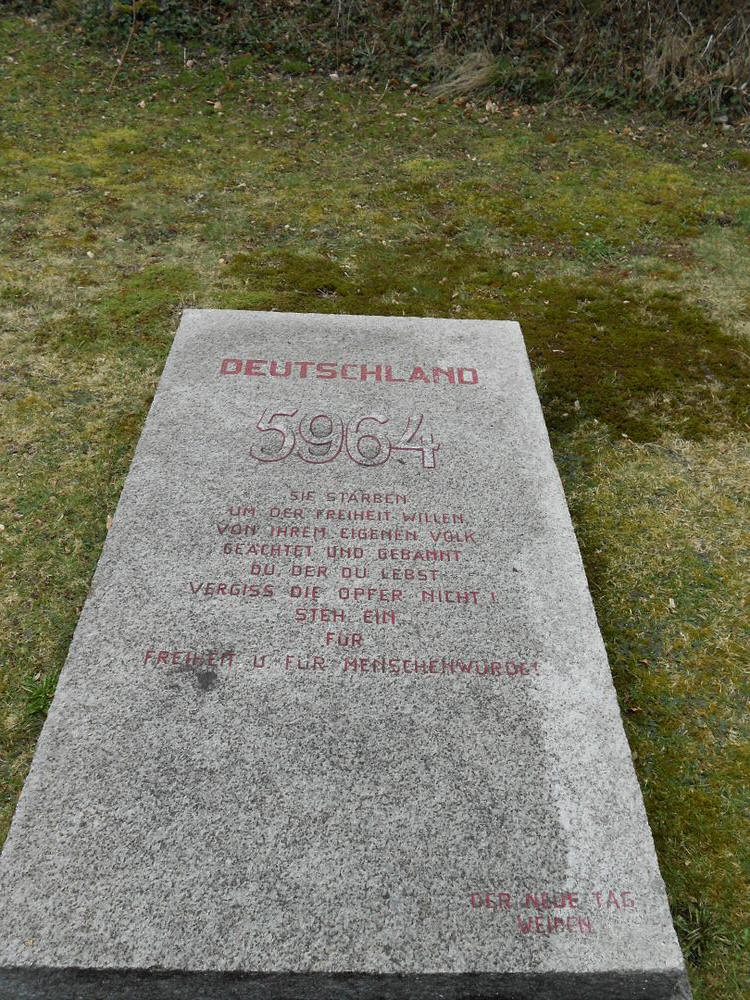 DEUTSCHLAND
5964
SIE STARBEN
UM DER FREIHEIT WILLEN,
VON IHREM EIGENEN VOLK
GEÄCHTET UND GEBANNT
DU, DER DU LEBST
VERGISS DIE OPFER NICHT!
STEH EIN
FÜR
FREIHEIT U. FÜR MENSCHENWÜRDE!
DER NEUE TAG
WEIDEN